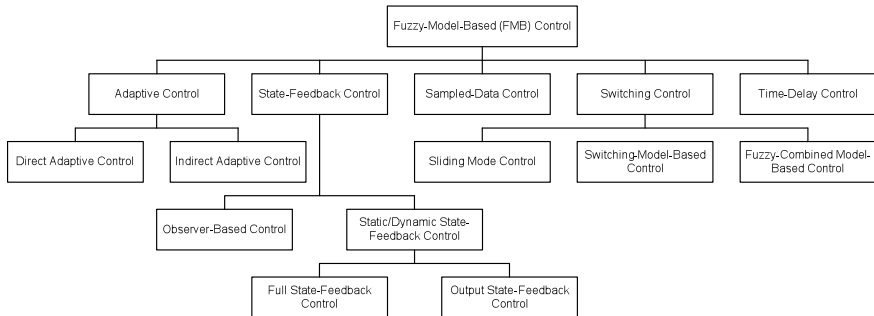 Fuzzy-Model-Based (FMB) Control
Adaptive Control
State-Feedback Control
Sampled-Data Control
Switching Control
Time-Delay Control
Direct Adaptive Control
Indirect Adaptive Control
Sliding Mode Control
Switching-Model-Based
Control
Fuzzy-Combined Model-
Based Control
Observer-Based Control
Static/Dynamic State-
Feedback Control
Full State-Feedback
Control
Output State-Feedback
Control